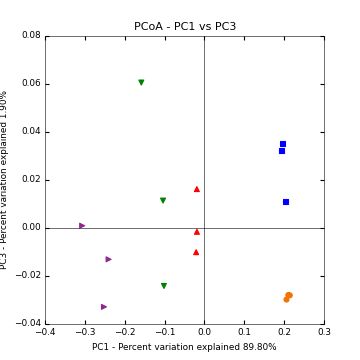 PCoA - PC1 vs PC3
0.08
0.06
0.04
0.02
0.00
−0.02
−0.04
PC3 - Percent variation explained 1.90%
−0.4 −0.3 −0.2 −0.1 0.0 0.1 0.2 0.3
PC1 - Percent variation explained 89.80%